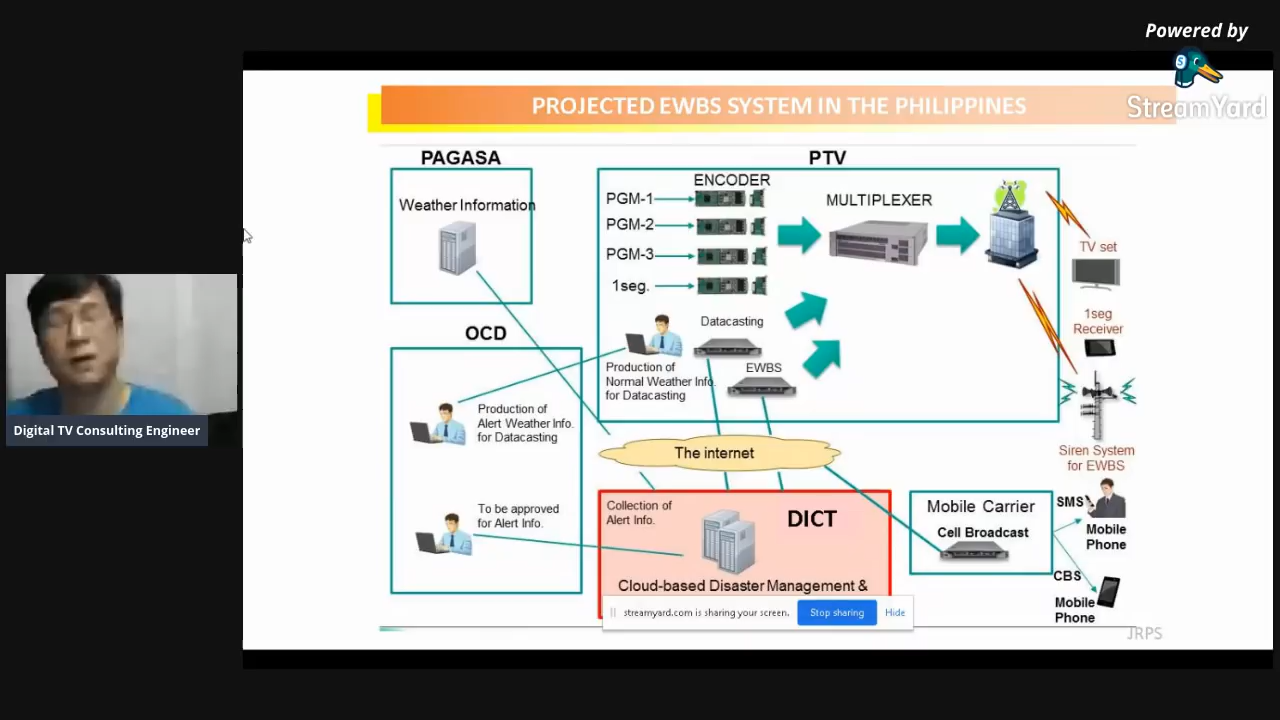 Powered by
StreamYard
PROJECTED EWBS SYSTEM IN THE PHILIPPINES
PAGASA
Weather Information
OCD
Production of
Alert Weather Info.
for Datacasting
To be approved
for Alert Info.
PTV
ENCODER
PGM-1
PGM-2
PGM-3
1seg.
MULTIPLEXER
Datacasting
Production of
Normal Weather Info.
for Datacasting
EWBS
TV set
1seg
Receiver
Siren System
for EWBS
The internet
Collection of
Alert Info.
DICT
Cloud-based Disaster Management &
Mobile Carrier
Cell Broadcast
SMS
Mobile
Phone
CBS
Mobile
Phone
streamyard.com is sharing your screen.
Stop sharing
Hide
JRPS
Digital TV Consulting Engineer